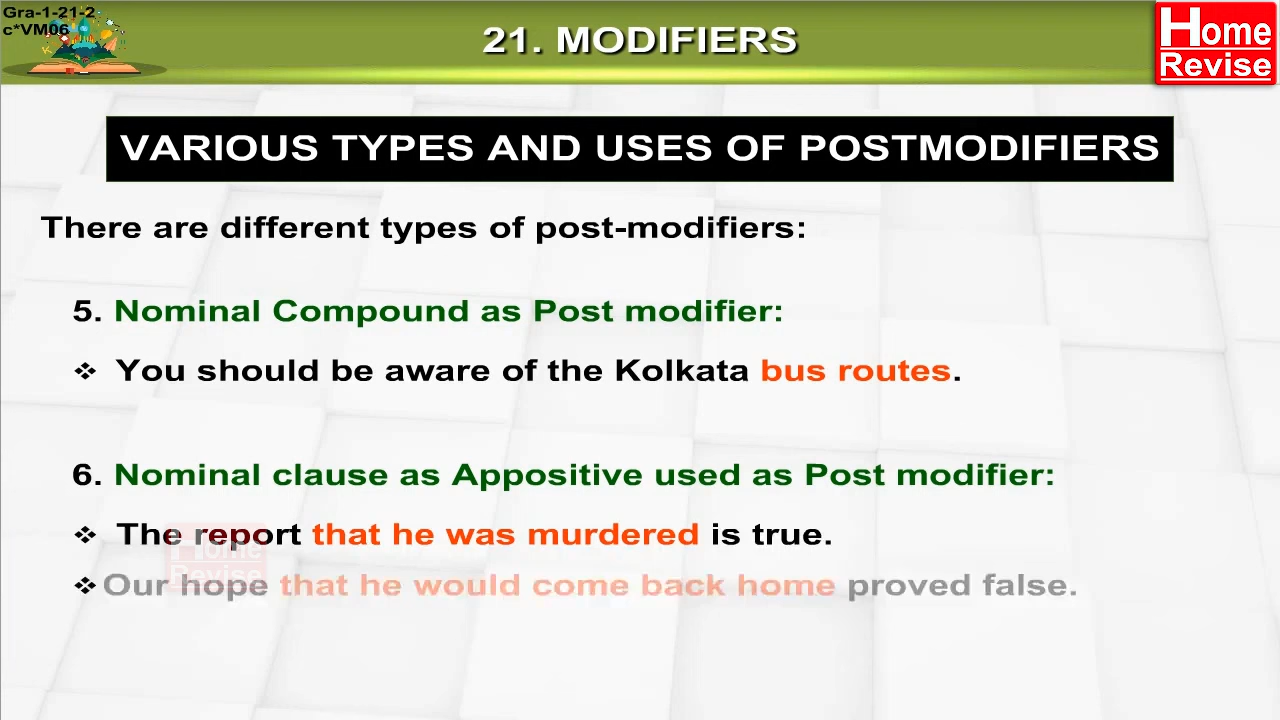 Gra-1-21-2
c*VM06
21. MODIFIERS
Home
Revise
VARIOUS TYPES AND USES OF POSTMODIFIERS
There are different types of post-modifiers:
5. Nominal Compound as Post modifier:
❖ You should be aware of the Kolkata bus routes.
6. Nominal clause as Appositive used as Post modifier:
❖ The report that he was murdered is true.
Home
Revise
❖ Our hope that he would come back home proved false.